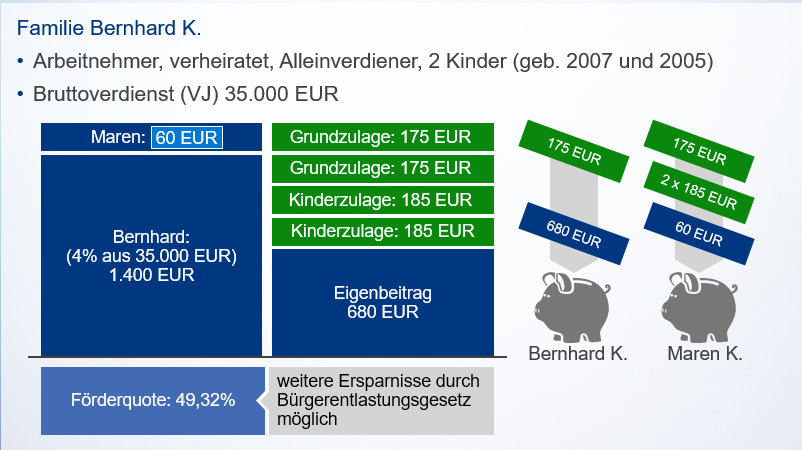 Familie Bernhard K.
• Arbeitnehmer, verheiratet, Alleinverdiener, 2 Kinder (geb. 2007 und 2005)
• Bruttoverdienst (VJ) 35.000 EUR
Maren: 60 EUR
Bernhard:
(4% aus 35.000 EUR)
1.400 EUR
Grundzulage: 175 EUR
Grundzulage: 175 EUR
Kinderzulage: 185 EUR
Kinderzulage: 185 EUR
Eigenbeitrag
680 EUR
175 EUR
680 EUR
Bernhard K.
175 EUR
2 x 185 EUR
60 EUR
Maren K.
Förderquote: 49,32%
weitere Ersparnisse durch
Bürgerentlastungsgesetz
möglich